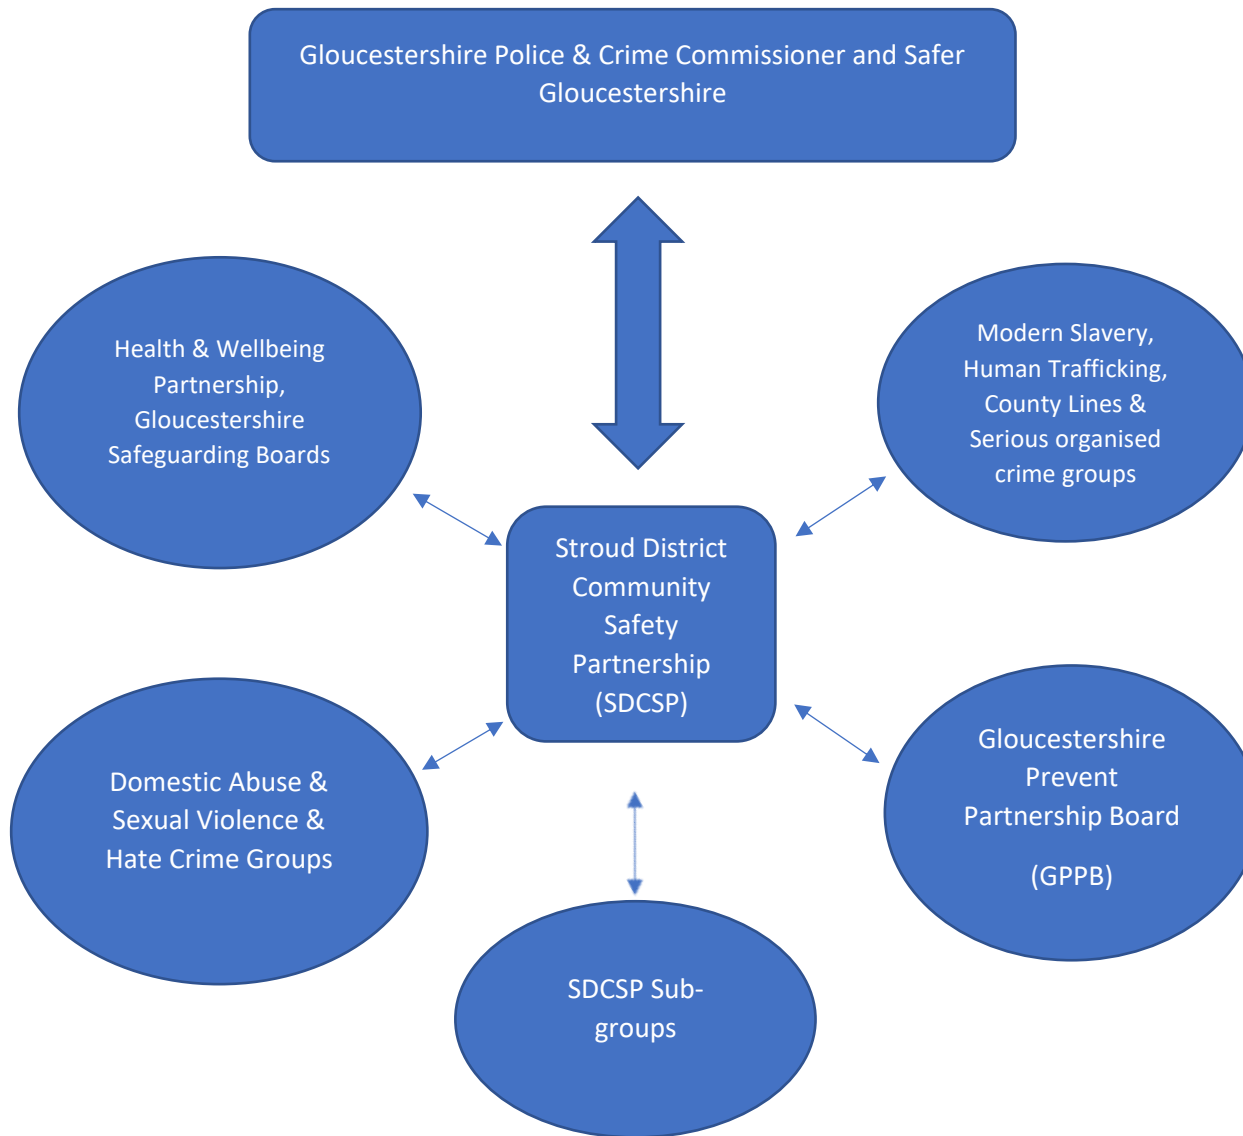 Gloucestershire Police & Crime Commissioner and Safer
Gloucestershire
Health & Wellbeing
Partnership,
Gloucestershire
Safeguarding Boards
Modern Slavery,
Human Trafficking,
County Lines &
Serious organised
crime groups
Stroud District
Community
Safety
Partnership
(SDCSP)
Domestic Abuse &
Sexual Violence &
Hate Crime Groups
Gloucestershire
Prevent
Partnership Board
(GPPB)
SDCSP Sub-
groups